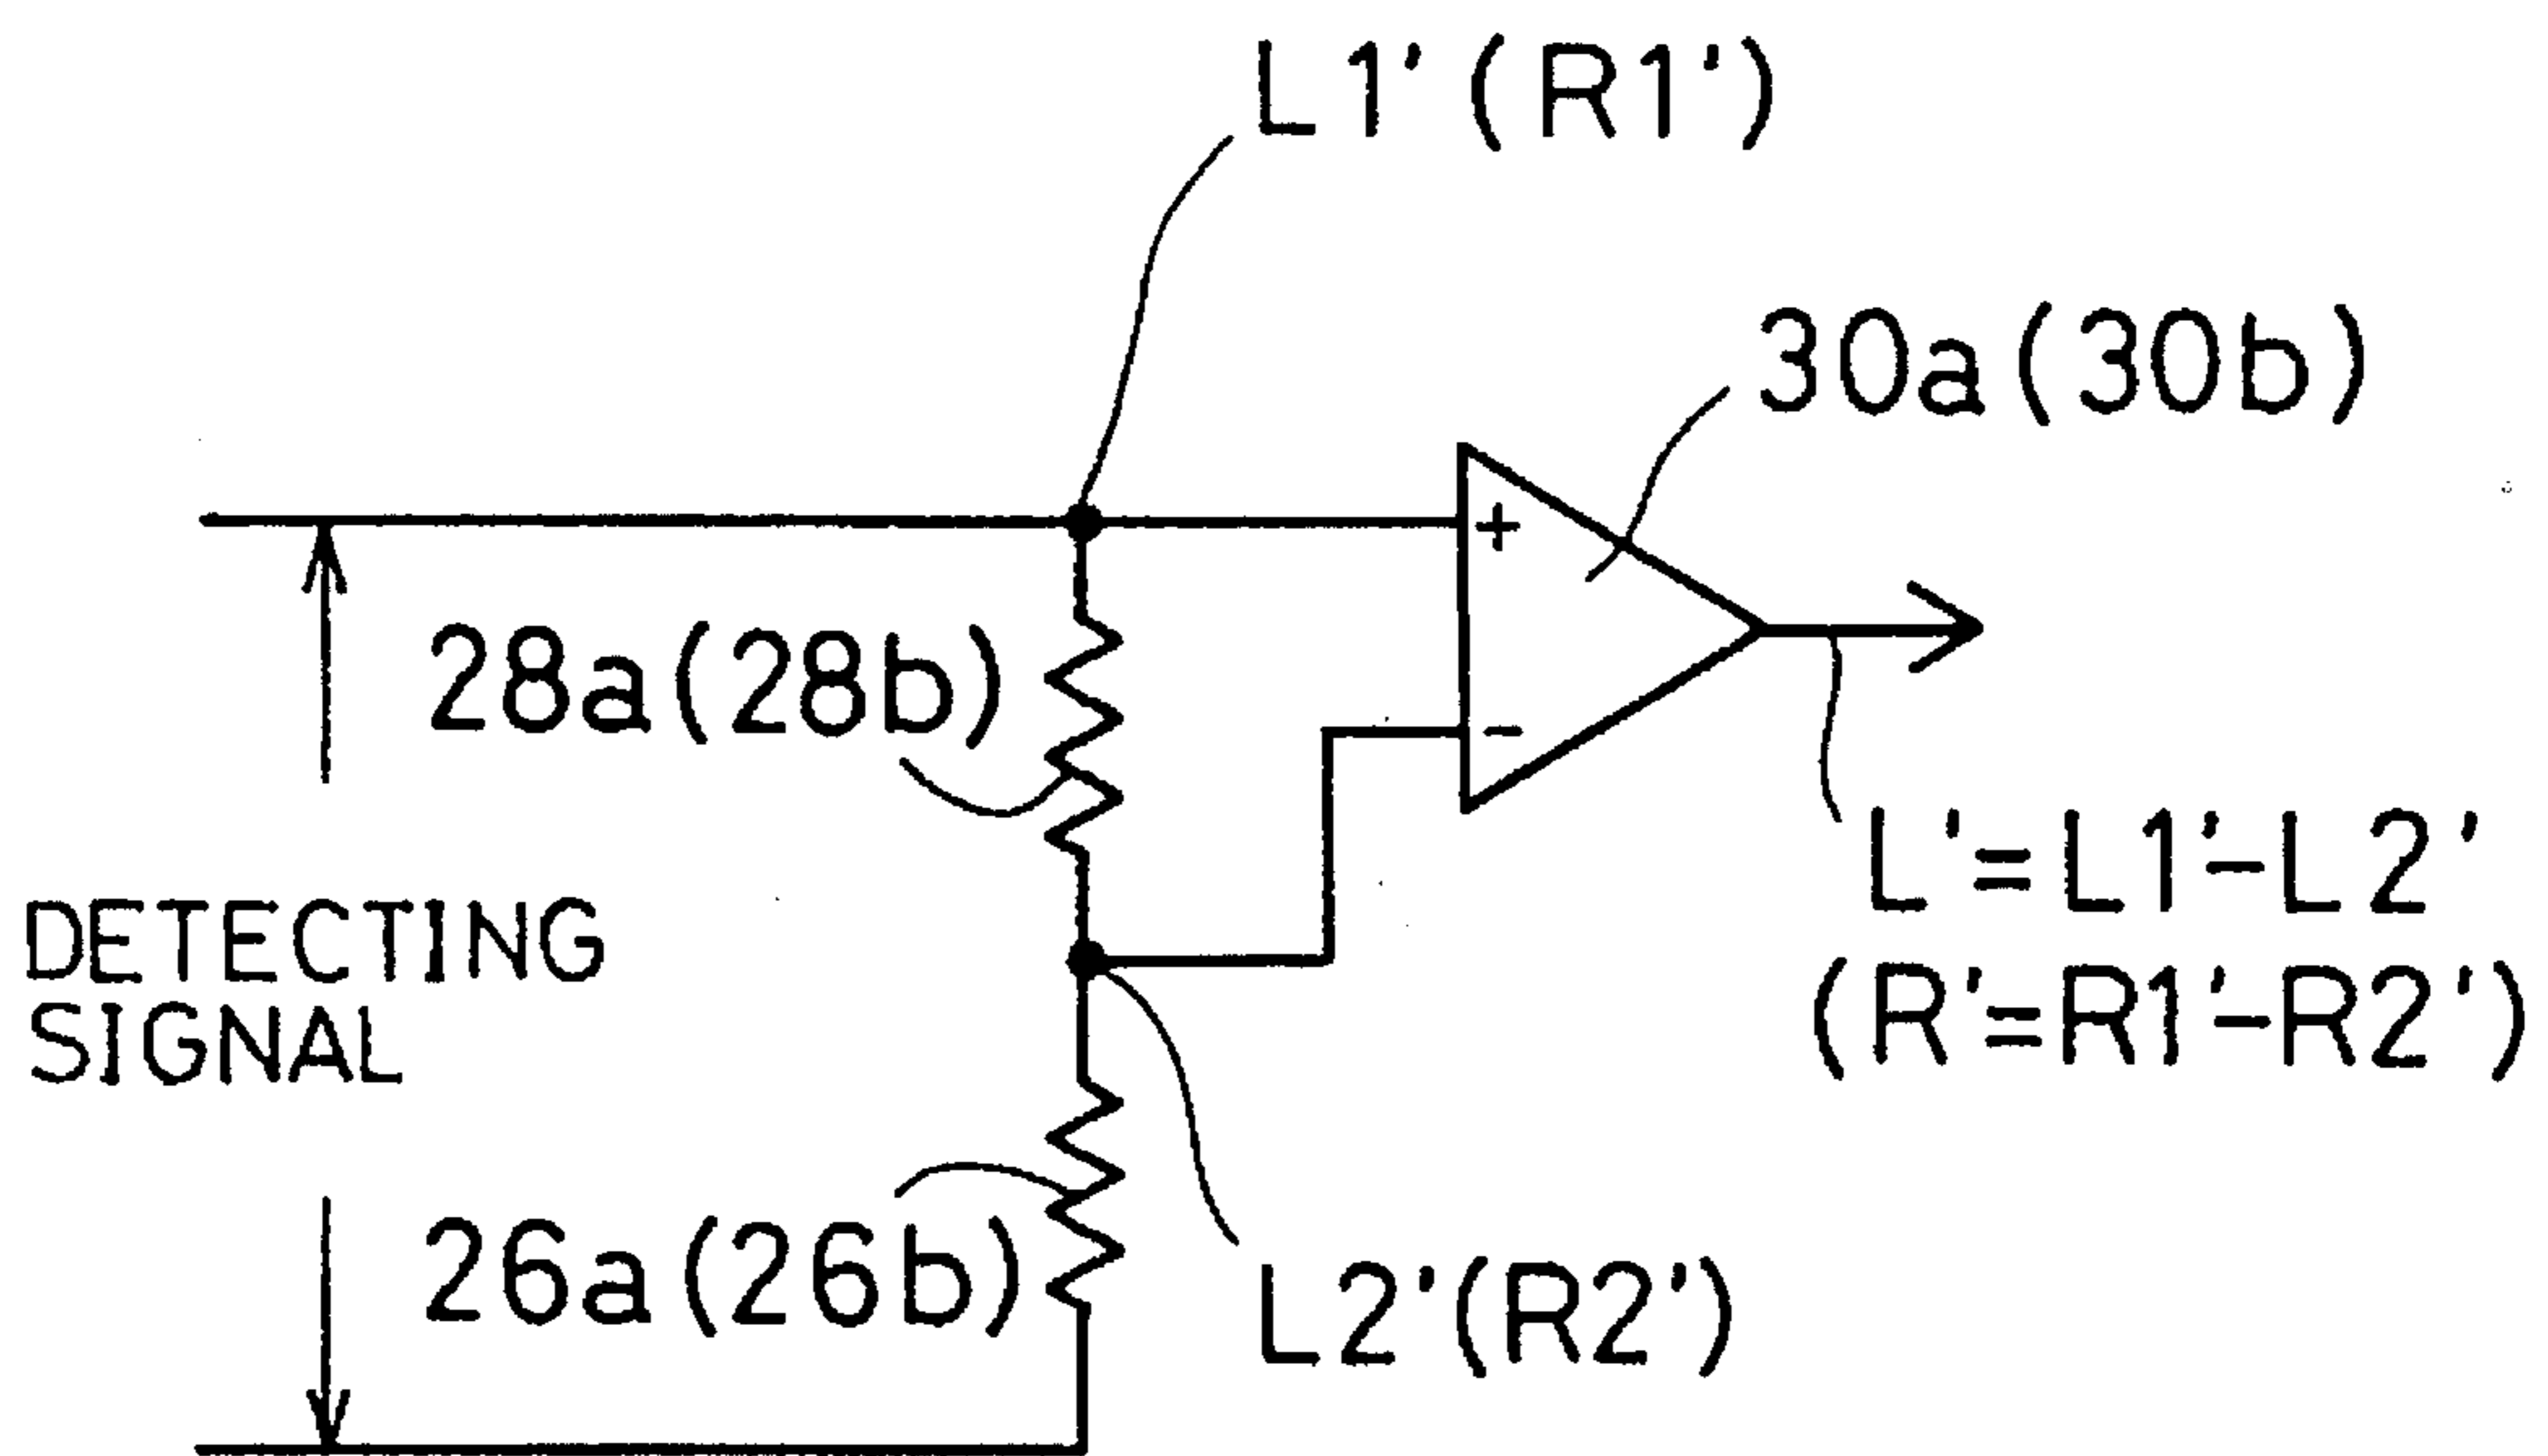 L1' (R1')
30a (30b)
+
28a (28b)
-
L'=L1'-L2'
(R'=R1'-R2')
DETECTING
SIGNAL
26a (26b)
L2' (R2')